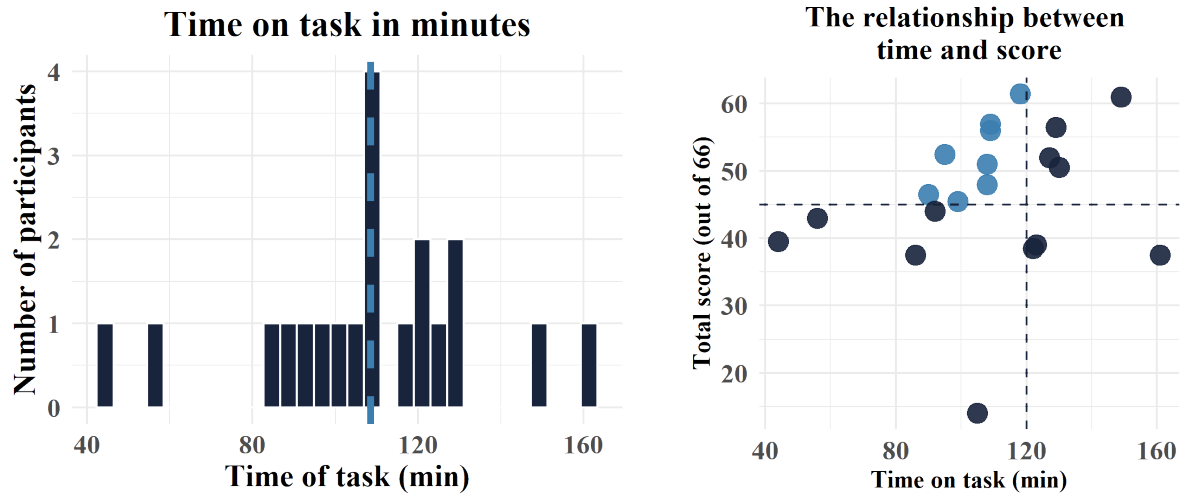 Time on task in minutes
Number of participants
4
3
2
1
0
40 80 120 160
Time of task (min)
The relationship between
time and score
Total score (out of 66)
60
50
40
30
20
40 80 120 160
Time on task (min)